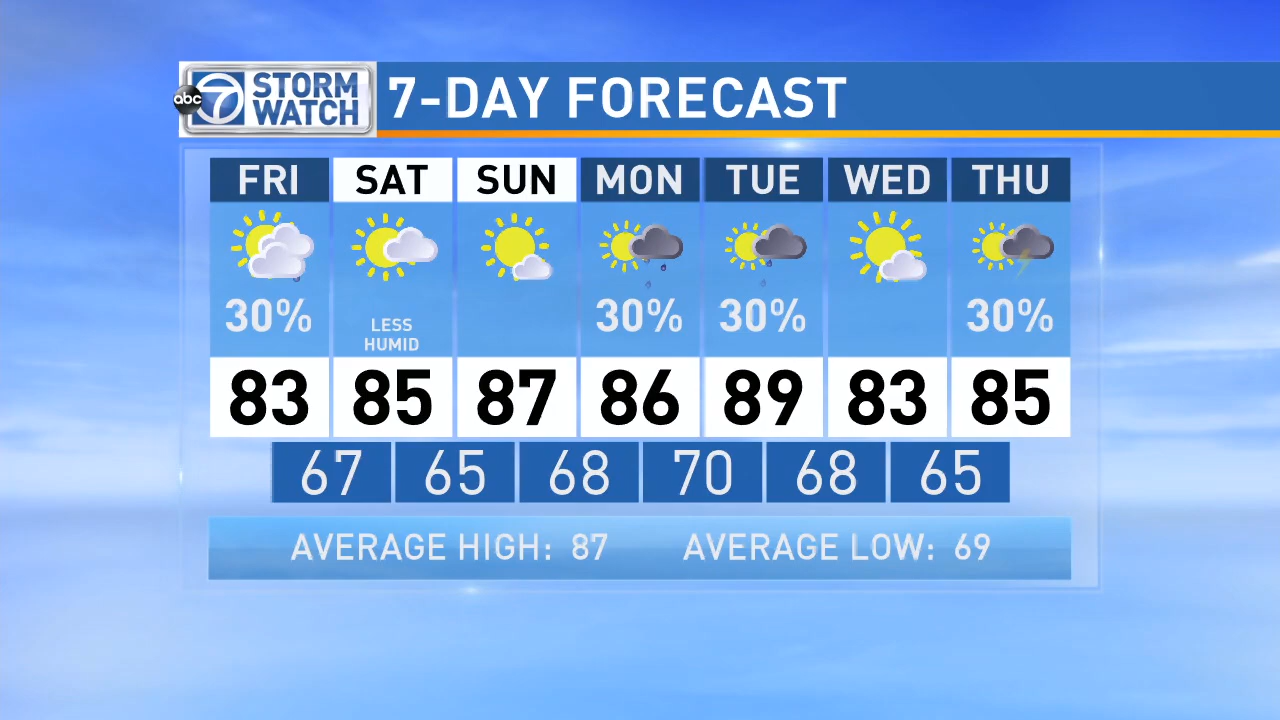 abc 7 STORM WATCH 7-DAY FORECAST
FRI SAT SUN MON TUE WED THU
30% LESS HUMID 30% 30% 30%
83 85 87 86 89 83 85
67 65 68 70 68 65
AVERAGE HIGH: 87 AVERAGE LOW: 69